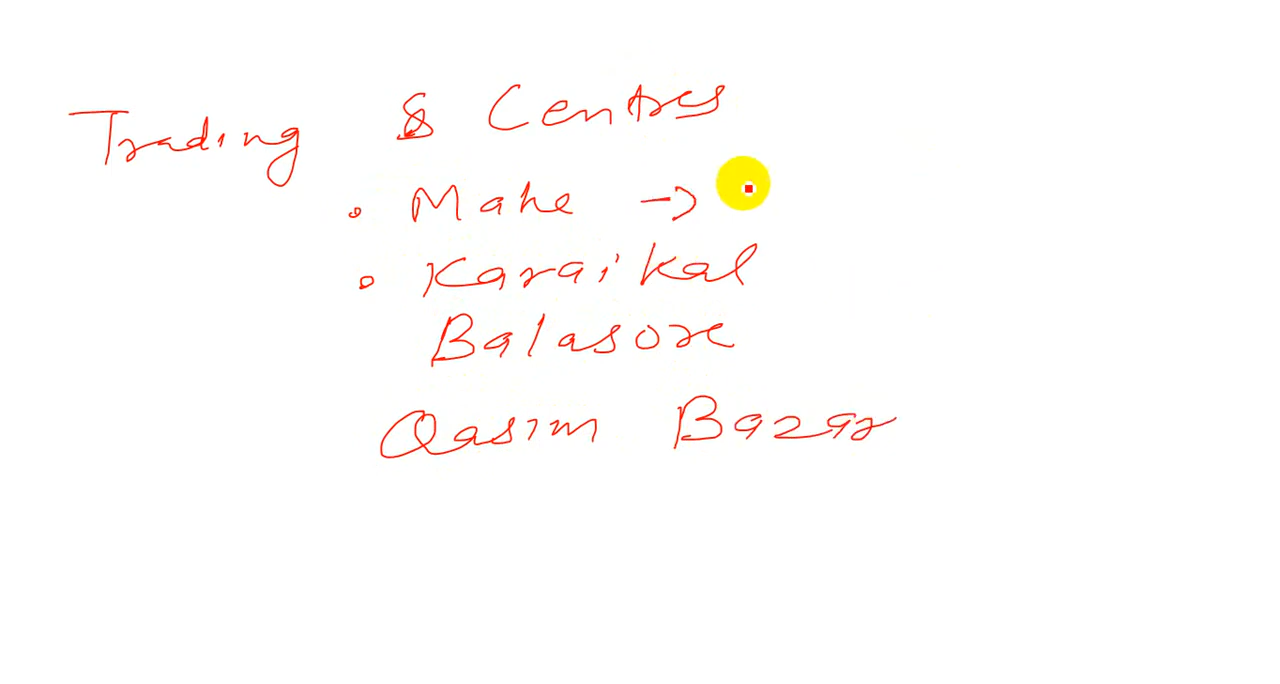 Trading & Centres
• Mahe →
• Karaikal
Balasore
Qasim Bazar